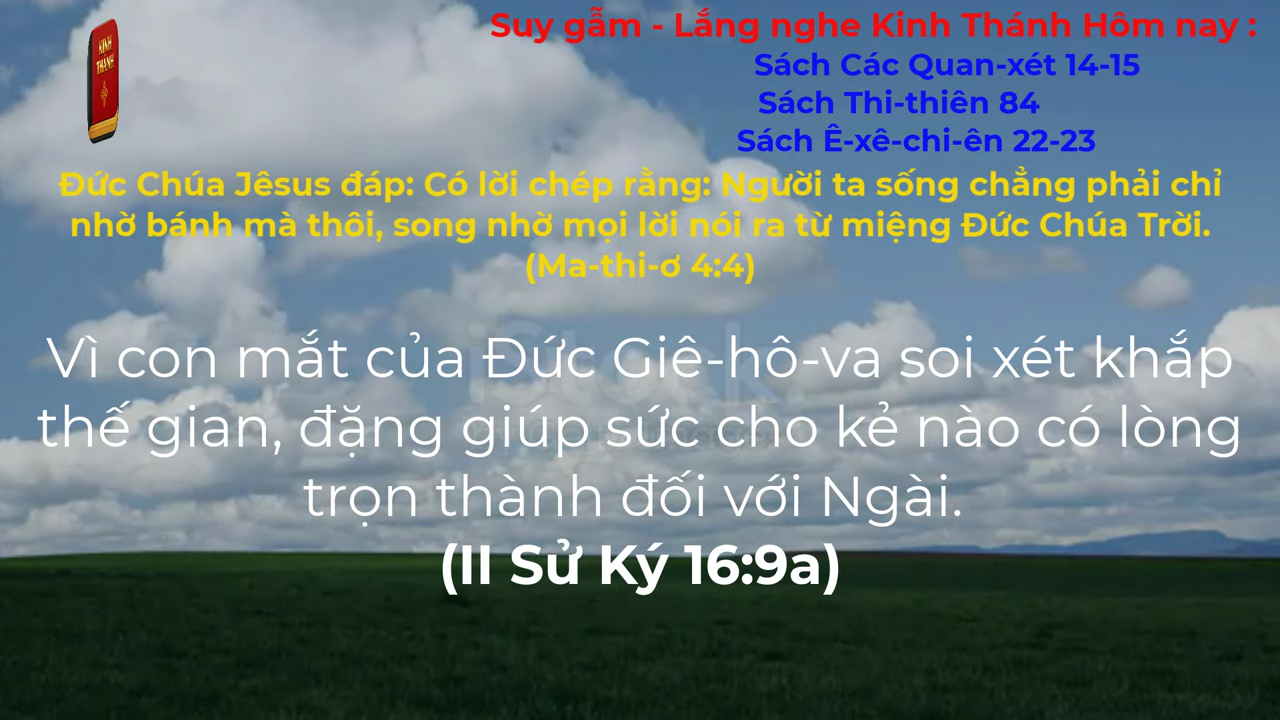 KINH
THÁNH
Suy gẫm - Lắng nghe Kinh Thánh Hôm nay :
Sách Các Quan-xét 14-15
Sách Thi-thiên 84
Sách Ê-xê-chi-ên 22-23
Đức Chúa Jêsus đáp: Có lời chép rằng: Người ta sống chẳng phải chỉ
nhờ bánh mà thôi, song nhờ mọi lời nói ra từ miệng Đức Chúa Trời.
(Ma-thi-ơ 4:4)
iStock
Vì con mắt của Đức Giê-hô-va soi xét khắp
thế gian, đặng giúp sức cho kẻ nào có lòng
trọn thành đối với Ngài.
(II Sử Ký 16:9a)